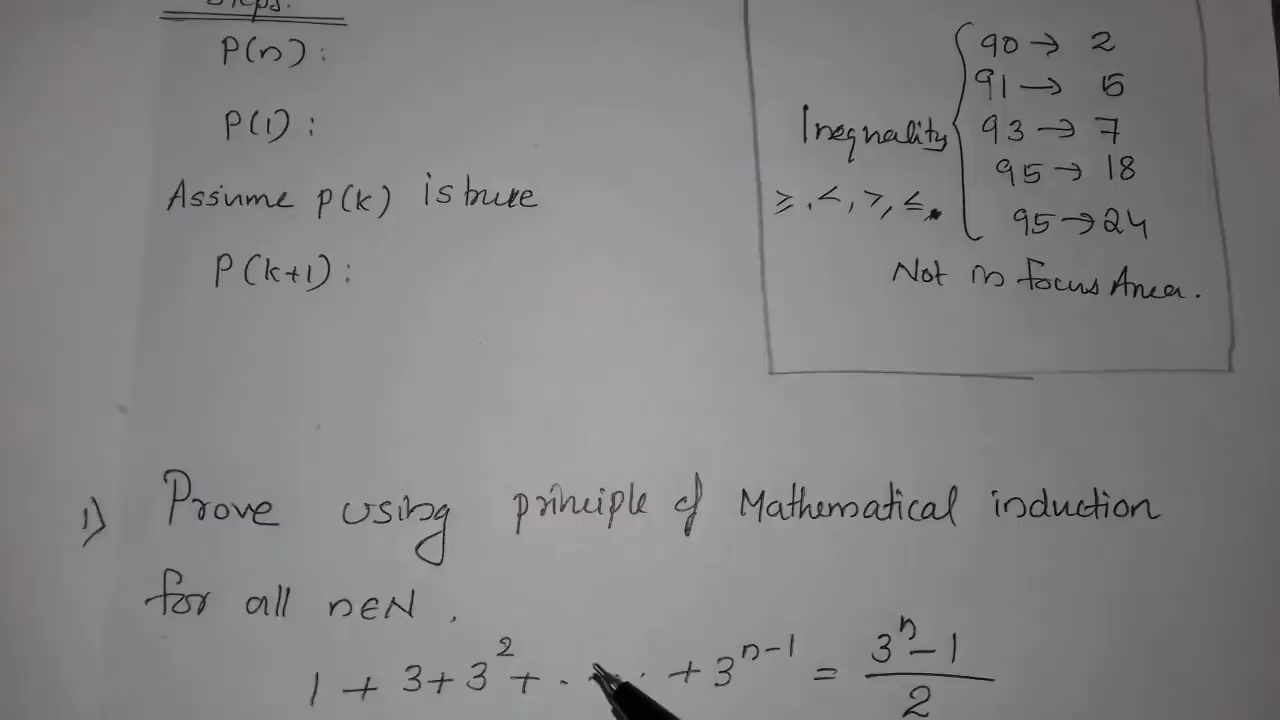 Steps:
P(n):
P(1):
Assume P(k) is true
P(k+1):
90 → 2
91 → 5
Inequality { 93 → 7
95 → 18
≥, <, >, ≤.
95 → 24
Not in focus Area.
1) Prove using principle of Mathematical induction
for all n∈N.
1 + 3 + 3² + . . . . + 3ⁿ⁻¹ = (3ⁿ - 1)/2